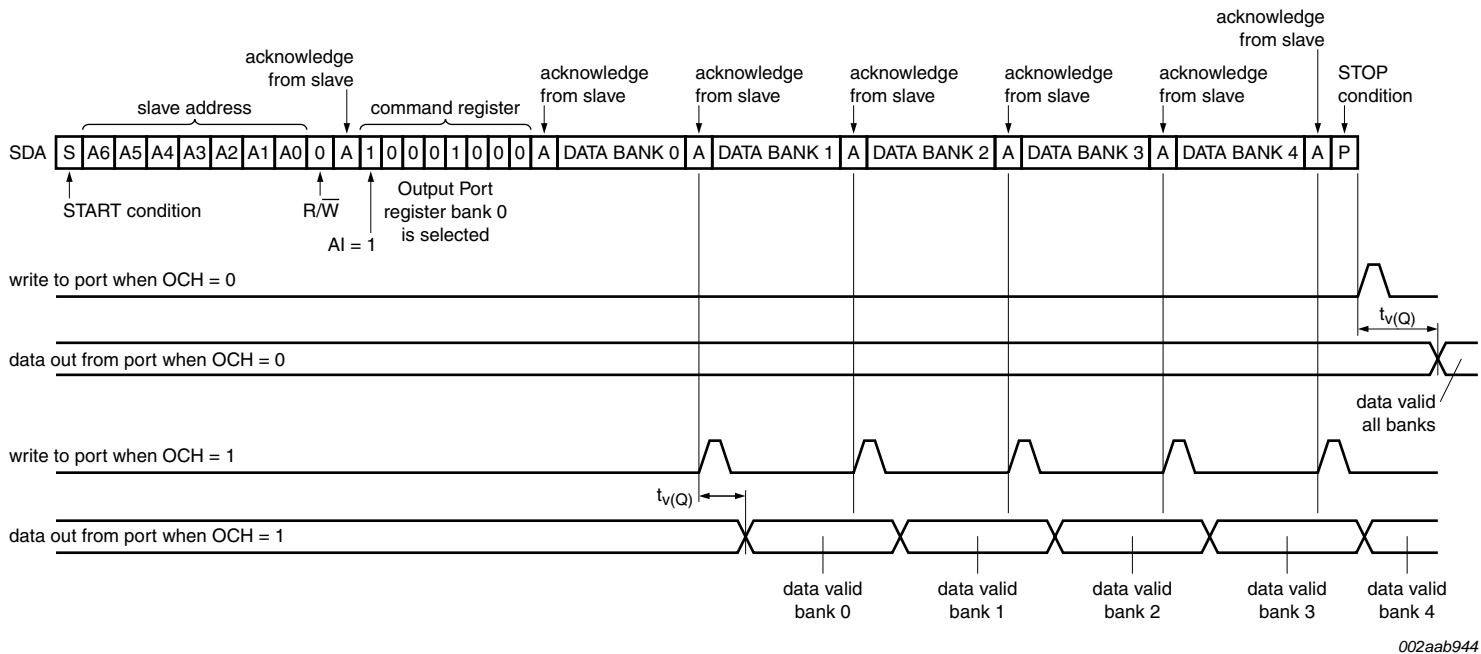 acknowledge
from slave
acknowledge
from slave
acknowledge
from slave
acknowledge
from slave
acknowledge
from slave
acknowledge
from slave
acknowledge
from slave
STOP
condition
slave address
command register
SDA S A6 A5 A4 A3 A2 A1 A0 0 A 1 0 0 0 1 0 0 0 A DATA BANK 0 A DATA BANK 1 A DATA BANK 2 A DATA BANK 3 A DATA BANK 4 A P
START condition
R/W̅
AI = 1
Output Port
register bank 0
is selected
write to port when OCH = 0
tv(Q)
data out from port when OCH = 0
data valid
all banks
write to port when OCH = 1
tv(Q)
data out from port when OCH = 1
data valid
bank 0
data valid
bank 1
data valid
bank 2
data valid
bank 3
data valid
bank 4
002aab944